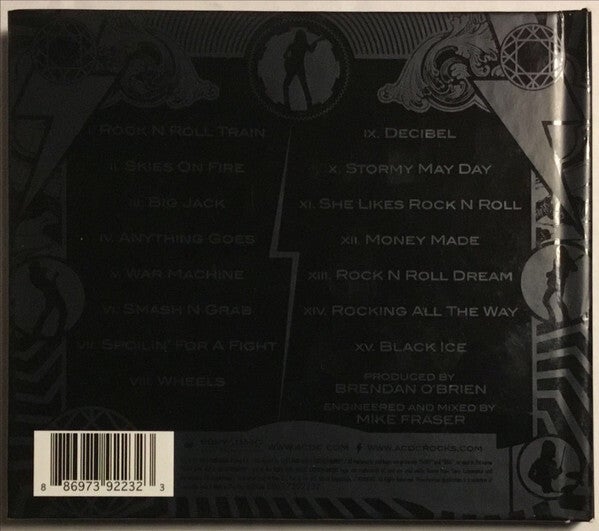 I. ROCK N ROLL TRAIN
II. SKIES ON FIRE
III. BIG JACK
IV. ANYTHING GOES
V. WAR MACHINE
VI. SMASH N GRAB
VII. SPOILIN' FOR A FIGHT
VIII. WHEELS
IX. DECIBEL
X. STORMY MAY DAY
XI. SHE LIKES ROCK N ROLL
XII. MONEY MADE
XIII. ROCK N ROLL DREAM
XIV. ROCKING ALL THE WAY
XV. BLACK ICE
PRODUCED BY
BRENDAN O'BRIEN
ENGINEERED AND MIXED BY
MIKE FRASER
WWW.ACDC.COM WWW.ACDCROCKS.COM
8 86973 92232 3